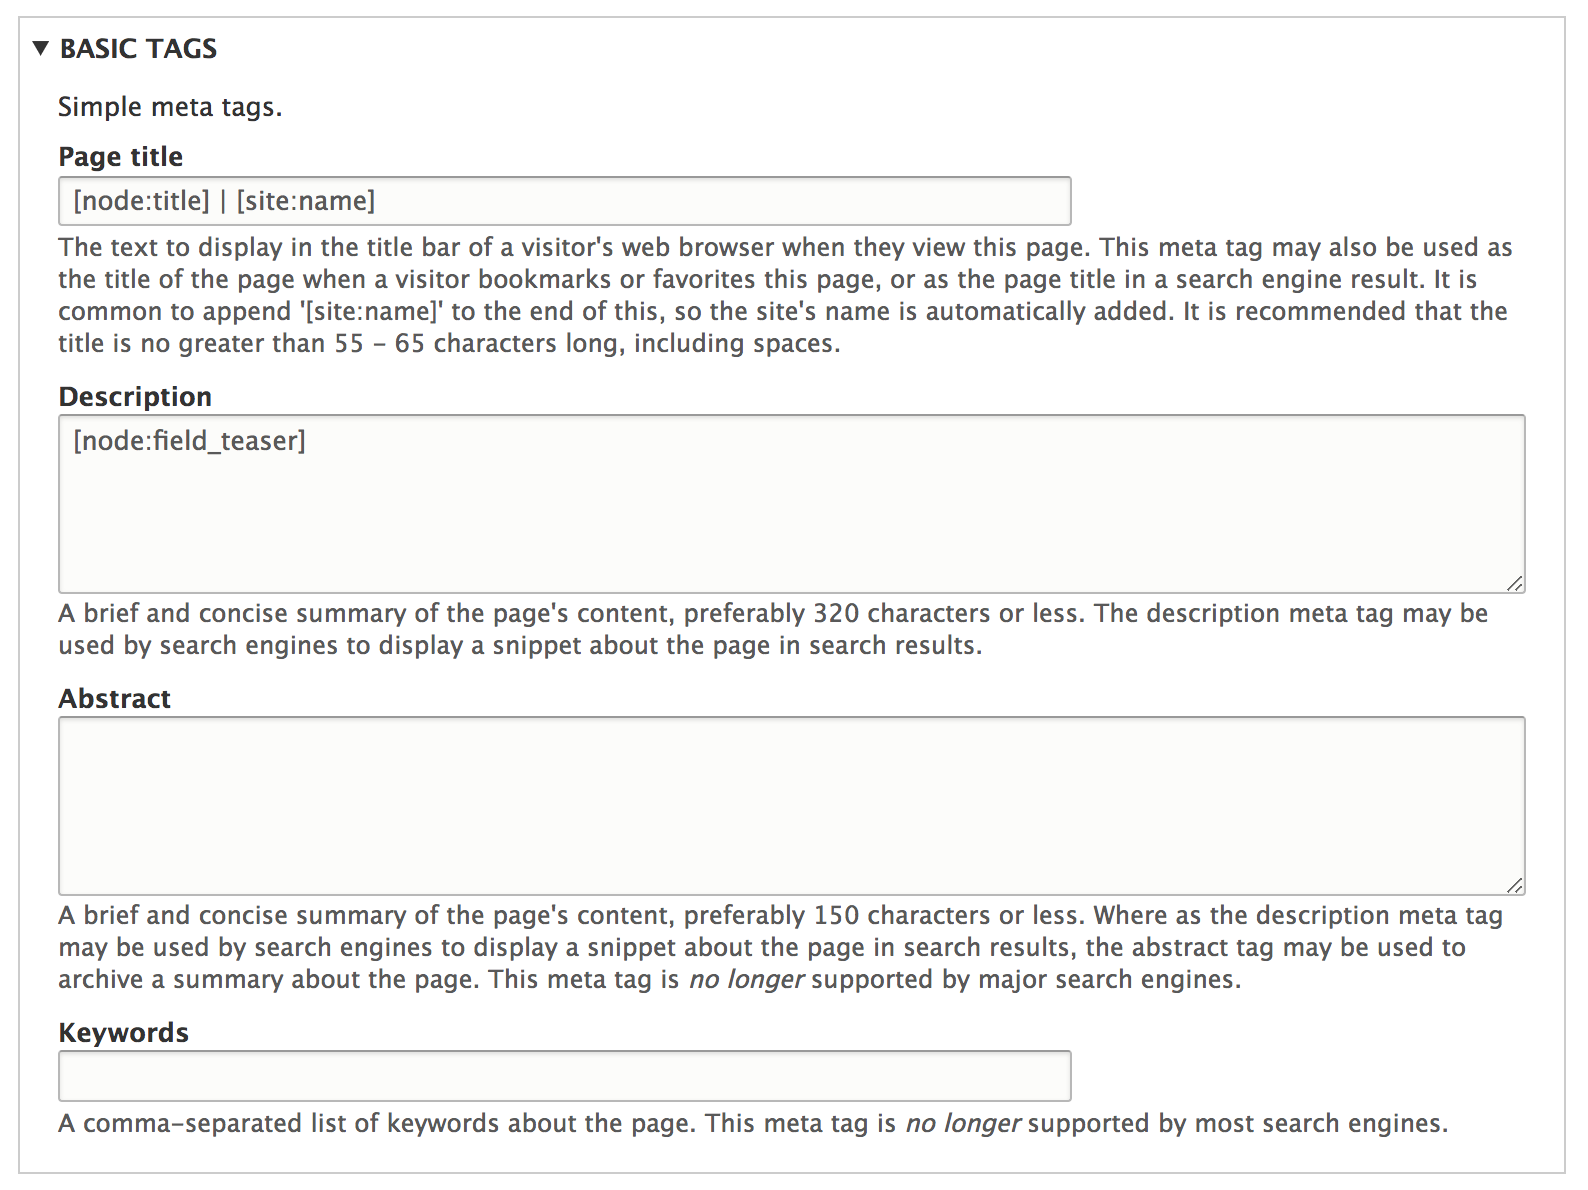 BASIC TAGS
Simple meta tags.
Page title
[node:title] | [site:name]
The text to display in the title bar of a visitor's web browser when they view this page. This meta tag may also be used as
the title of the page when a visitor bookmarks or favorites this page, or as the page title in a search engine result. It is
common to append '[site:name]' to the end of this, so the site's name is automatically added. It is recommended that the
title is no greater than 55 – 65 characters long, including spaces.
Description
[node:field_teaser]
A brief and concise summary of the page's content, preferably 320 characters or less. The description meta tag may be
used by search engines to display a snippet about the page in search results.
Abstract
A brief and concise summary of the page's content, preferably 150 characters or less. Where as the description meta tag
may be used by search engines to display a snippet about the page in search results, the abstract tag may be used to
archive a summary about the page. This meta tag is no longer supported by major search engines.
Keywords
A comma-separated list of keywords about the page. This meta tag is no longer supported by most search engines.